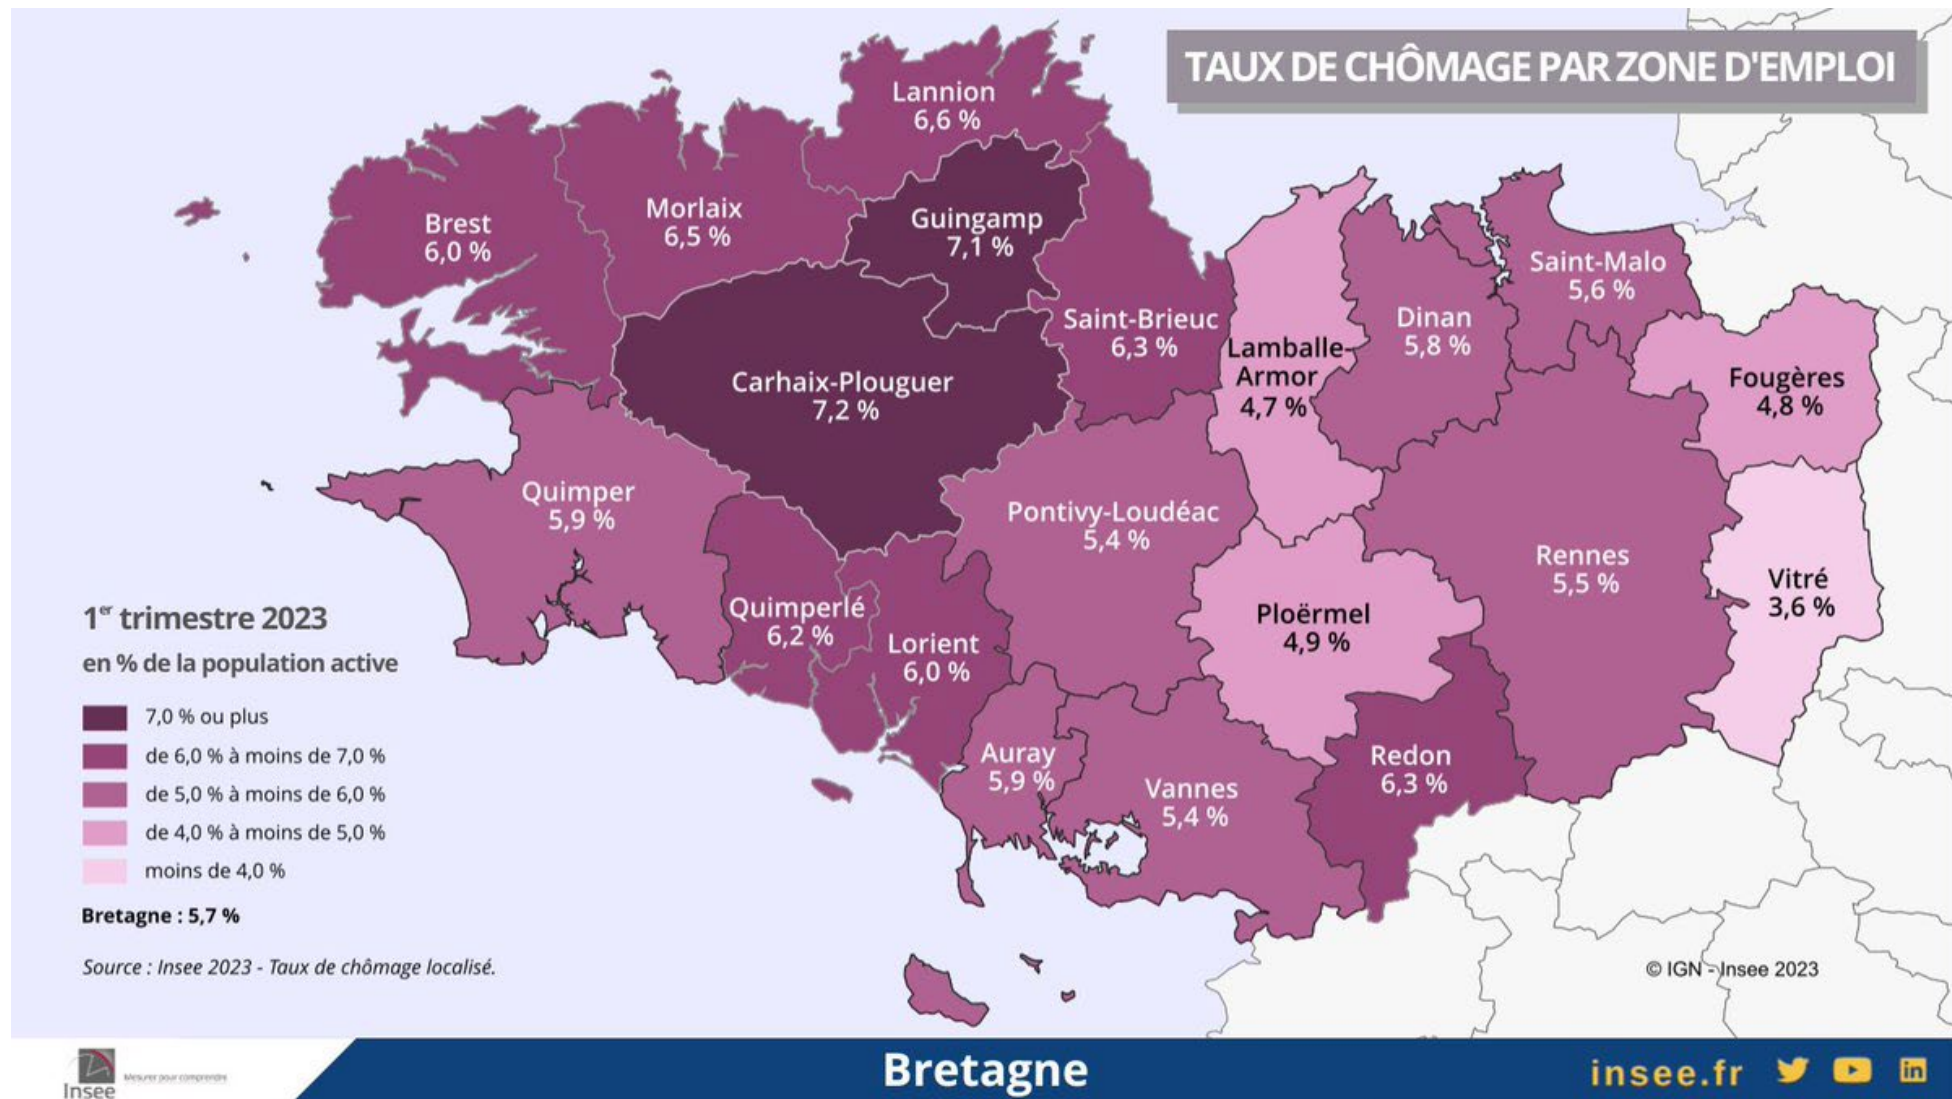 TAUX DE CHÔMAGE PAR ZONE D'EMPLOI
Lannion
6,6 %
Morlaix
6,5 %
Brest
6,0 %
Guingamp
7,1 %
Saint-Brieuc
6,3 %
Lamballe-
Armor
4,7 %
Dinan
5,8 %
Saint-Malo
5,6 %
Fougères
4,8 %
Carhaix-Plouguer
7,2 %
Quimper
5,9 %
Pontivy-Loudéac
5,4 %
Rennes
5,5 %
Vitré
3,6 %
Quimperlé
6,2 %
Lorient
6,0 %
Ploërmel
4,9 %
Auray
5,9 %
Vannes
5,4 %
Redon
6,3 %
1er trimestre 2023
en % de la population active
7,0 % ou plus
de 6,0 % à moins de 7,0 %
de 5,0 % à moins de 6,0 %
de 4,0 % à moins de 5,0 %
moins de 4,0 %
Bretagne : 5,7 %
Source : Insee 2023 - Taux de chômage localisé.
© IGN - Insee 2023
Insee
Mesurer pour comprendre
Bretagne
insee.fr
in